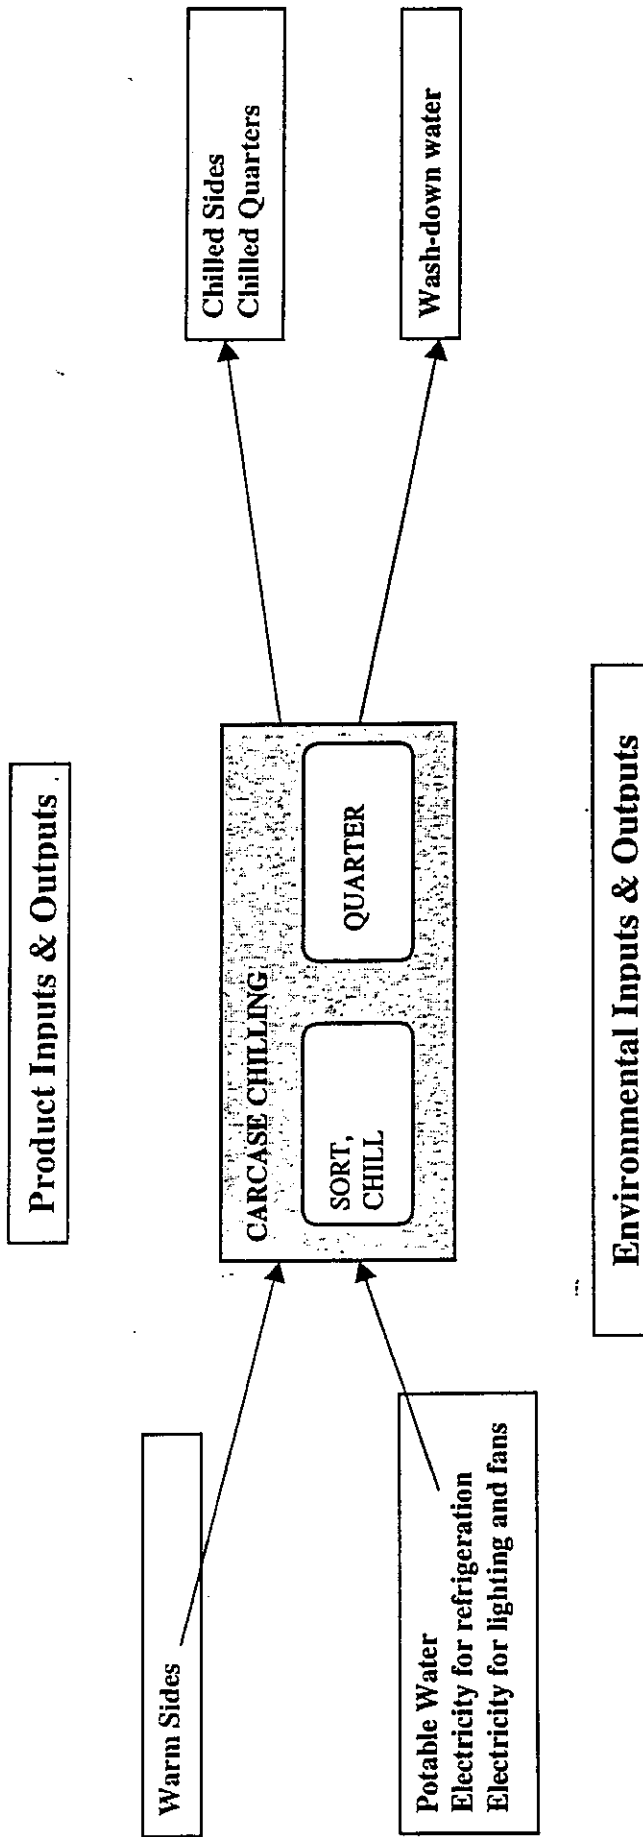 Product Inputs & Outputs
Warm Sides
CARCASE CHILLING
SORT,
CHILL
QUARTER
Chilled Sides
Chilled Quarters
Potable Water
Electricity for refrigeration
Electricity for lighting and fans
Wash-down water
Environmental Inputs & Outputs